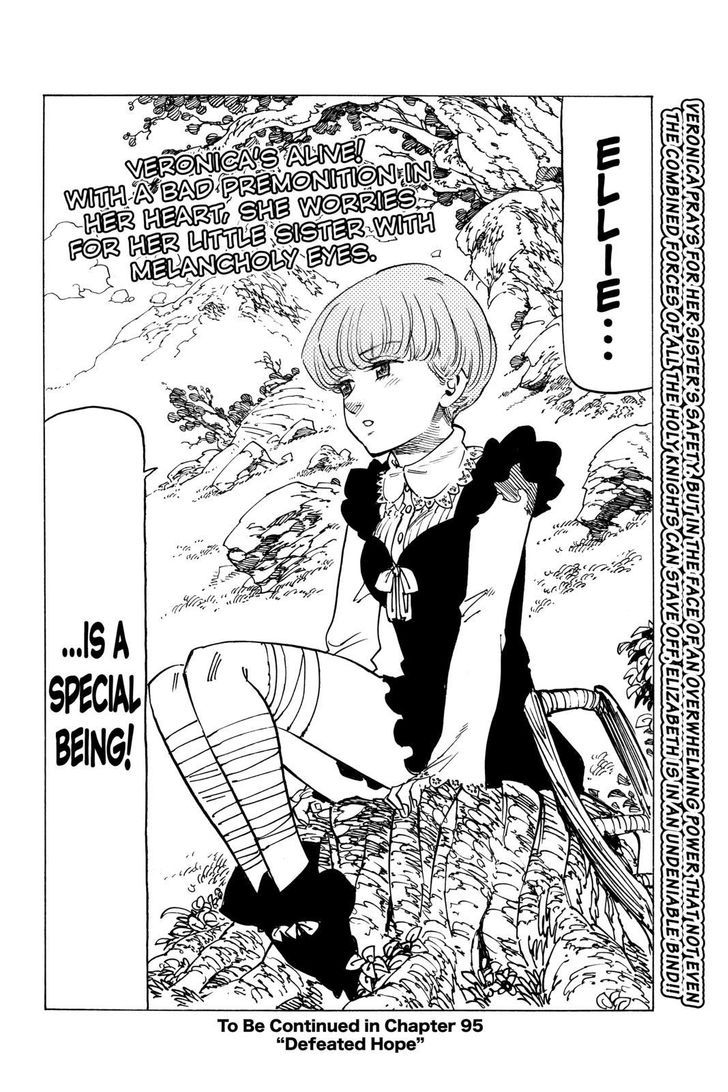 VERONICA PRAYS FOR HER SISTER'S SAFETY. BUT IN THE FACE OF AN OVERWHELMING POWER THAT NOT EVEN
THE COMBINED FORCES OF ALL THE HOLY KNIGHTS CAN STAVE OFF, ELIZABETH IS IN AN UNDENIABLE BIND!!
ELLIE...
VERONICA'S ALIVE!
WITH A BAD PREMONITION IN
HER HEART, SHE WORRIES
FOR HER LITTLE SISTER WITH
MELANCHOLY EYES.
...IS A
SPECIAL
BEING!
To Be Continued in Chapter 95
“Defeated Hope”